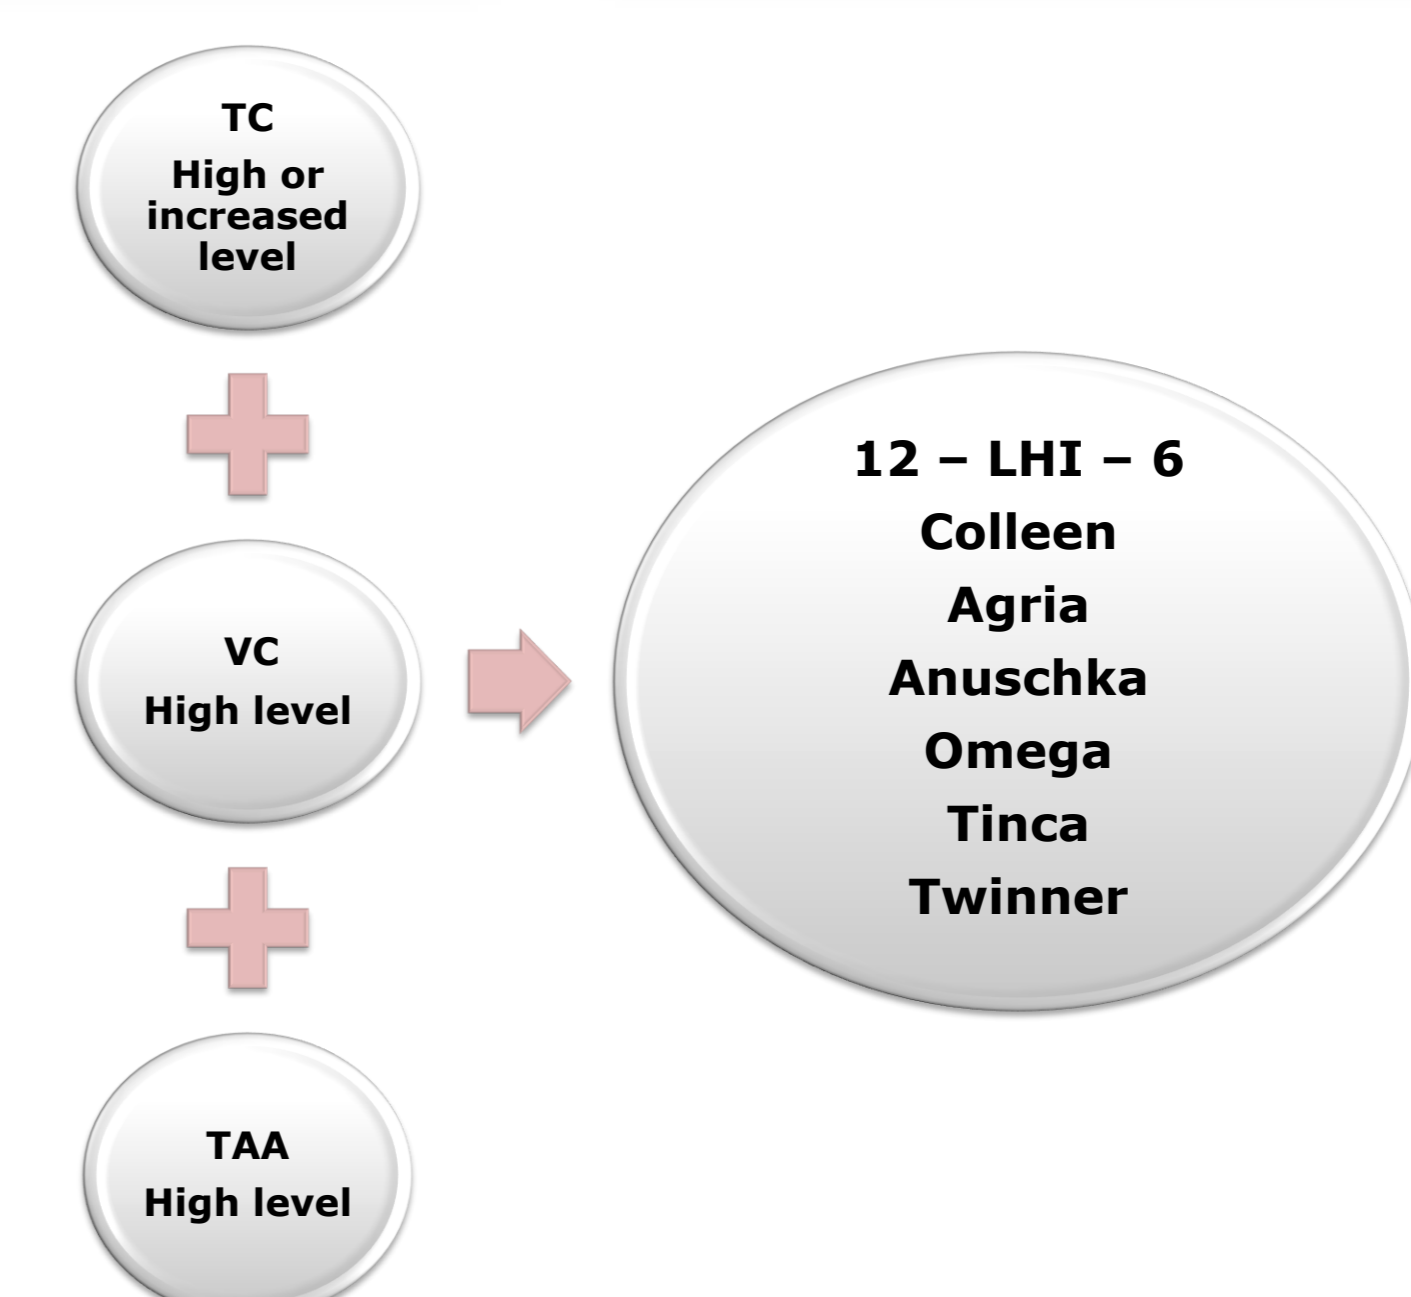 TC
High or
increased
level
VC
High level
TAA
High level
12 – LHI – 6
Colleen
Agria
Anuschka
Omega
Tinca
Twinner